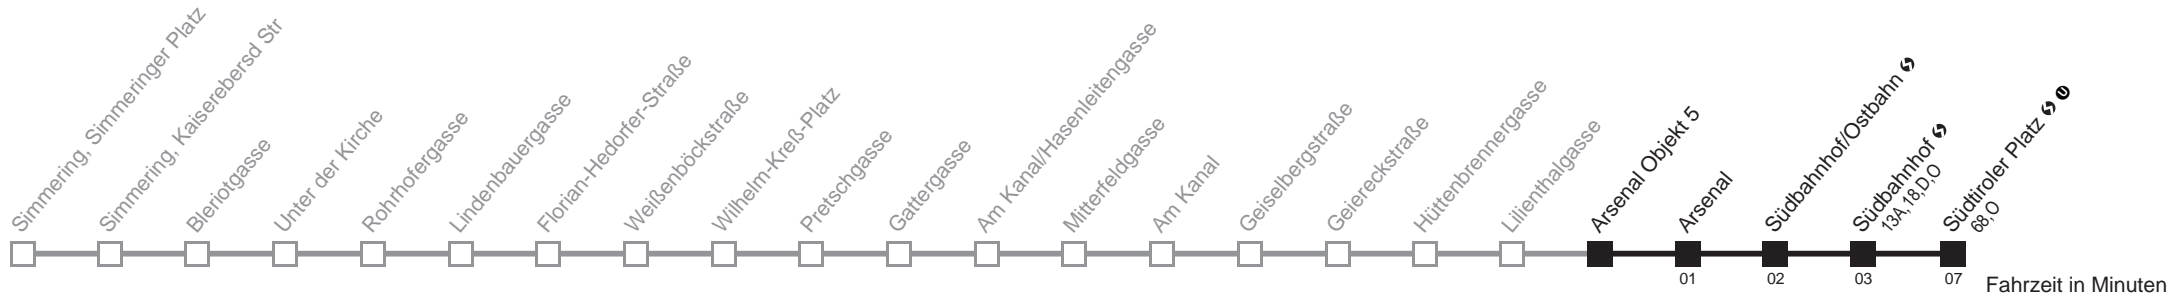 Simmering, Simmeringer Platz
Simmering, Kaiserebersd Str
Bleriotgasse
Unter der Kirche
Rohrhofergasse
Lindenbauergasse
Florian-Hedorfer-Straße
Weißenböckstraße
Wilhelm-Kreß-Platz
Pretschgasse
Gattergasse
Am Kanal/Hasenleitengasse
Mitterfeldgasse
Am Kanal
Geiselbergstraße
Geiereckstraße
Hüttenbrennergasse
Lilienthalgasse
Arsenal Objekt 5
Arsenal
Südbahnhof/Ostbahn
Südbahnhof
13A,18,D,O
Südtiroler Platz U
68,O
01
02
03
07
Fahrzeit in Minuten